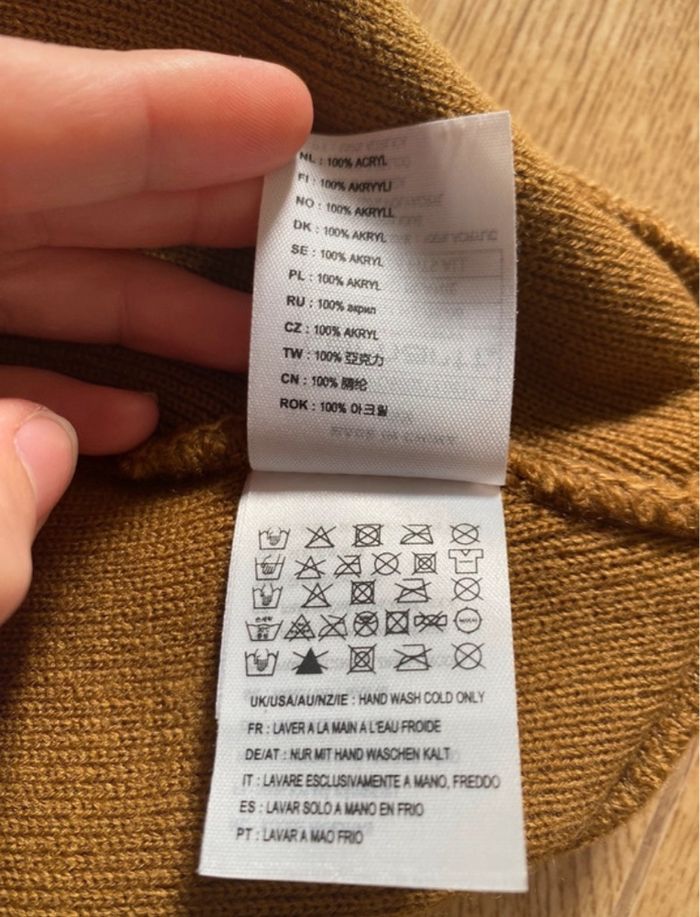 NL : 100% ACRYL
FI : 100% AKRYYLI
NO : 100% AKRYLL
DK : 100% AKRYL
SE : 100% AKRYL
PL : 100% AKRYL
RU : 100% акрил
CZ : 100% AKRYL
TW : 100% 亞克力
CN : 100% 腈纶
ROK : 100% 아크릴
UK/USA/AU/NZ/IE : HAND WASH COLD ONLY
FR : LAVER A LA MAIN A L'EAU FROIDE
DE/AT : NUR MIT HAND WASCHEN KALT
IT : LAVARE ESCLUSIVAMENTE A MANO, FREDDO
ES : LAVAR SOLO A MANO EN FRIO
PT : LAVAR A MAO FRIO